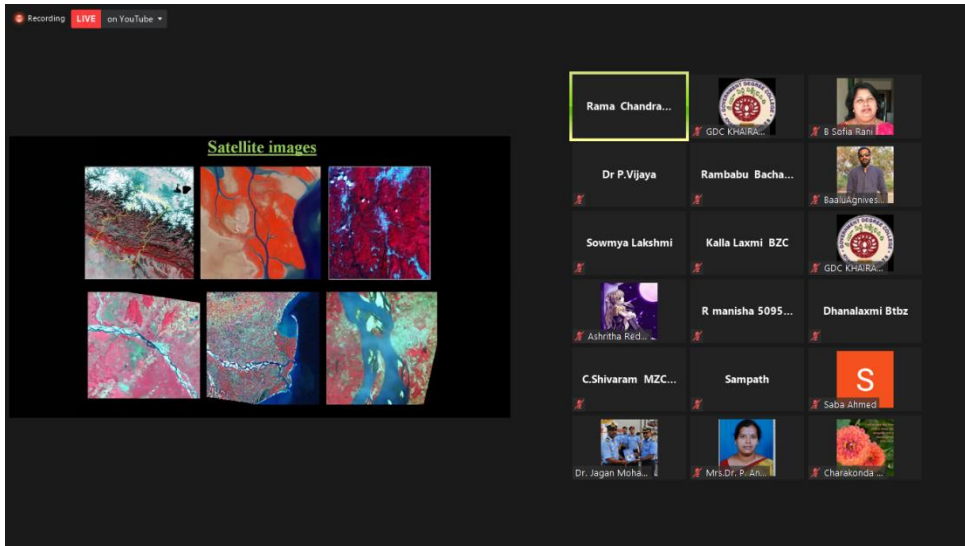 Recording LIVE on YouTube
Satellite images
Rama Chandra...
GDC KHAIRA...
B Sofia Rani
Dr P.Vijaya
Rambabu Bacha...
BaaluAgnives...
Sowmya Lakshmi
Kalla Laxmi BZC
GDC KHAIRA...
Ashritha Red...
R manisha 5095...
Dhanalaxmi Btbz
C.Shivaram MZC...
Sampath
S
Saba Ahmed
Dr. Jagan Moha...
Mrs.Dr. P. An...
Charakonda ...